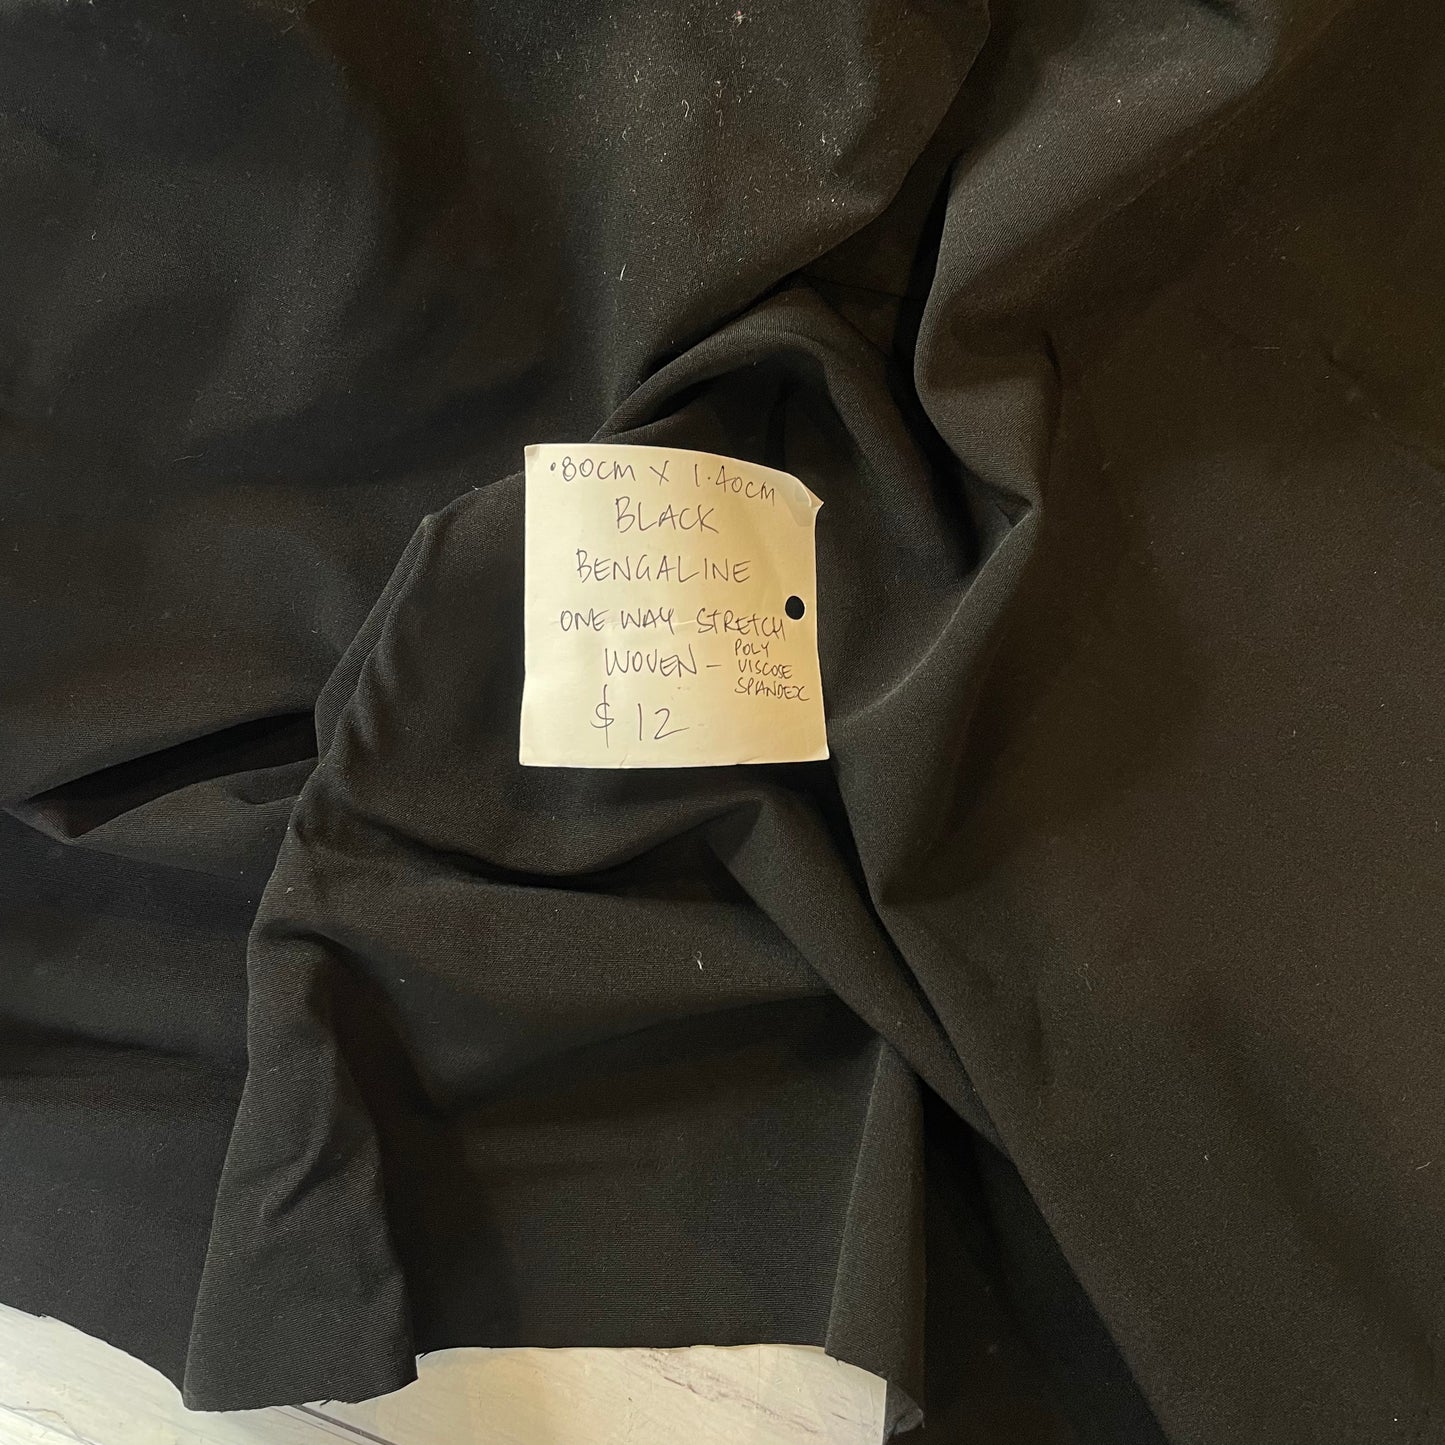 .80CM X 1.40CM
BLACK
BENGALINE
ONE WAY STRETCH
WOVEN - POLY
VISCOSE
SPANDEX
$12